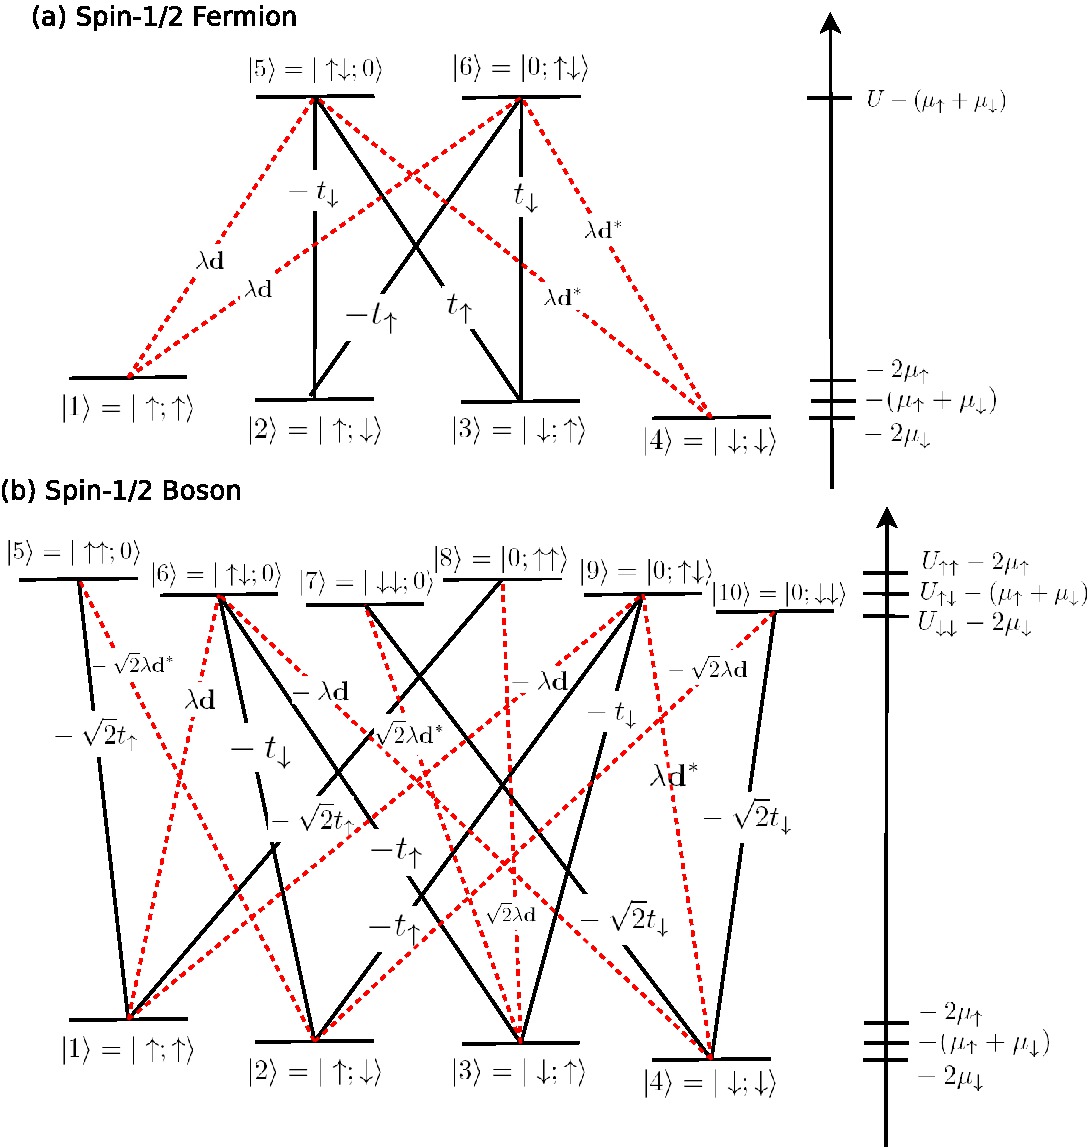 (a) Spin-1/2 Fermion
|5⟩ = | ↑↓; 0⟩
|6⟩ = |0; ↑↓⟩
U − (μ↑ + μ↓)
− t↓
t↓
λd*
λd
λd
λd*
−t↑
t↑
− 2μ↑
−(μ↑ + μ↓)
− 2μ↓
|1⟩ = | ↑; ↑⟩
|2⟩ = | ↑; ↓⟩
|3⟩ = | ↓; ↑⟩
|4⟩ = | ↓; ↓⟩
(b) Spin-1/2 Boson
|5⟩ = | ↑↑; 0⟩
|6⟩ = | ↑↓; 0⟩
|7⟩ = | ↓↓; 0⟩
|8⟩ = |0; ↑↑⟩
|9⟩ = |0; ↑↓⟩
|10⟩ = |0; ↓↓⟩
U↑↑ − 2μ↑
U↑↓ − (μ↑ + μ↓)
U↓↓ − 2μ↓
− √2λd*
λd
− λd
− λd
− √2λd
− √2t↑
− t↓
√2λd*
− t↓
λd*
− √2t↑
−t↑
− √2t↓
−t↑
√2λd
− √2t↓
|1⟩ = | ↑; ↑⟩
|2⟩ = | ↑; ↓⟩
|3⟩ = | ↓; ↑⟩
|4⟩ = | ↓; ↓⟩
− 2μ↑
−(μ↑ + μ↓)
− 2μ↓